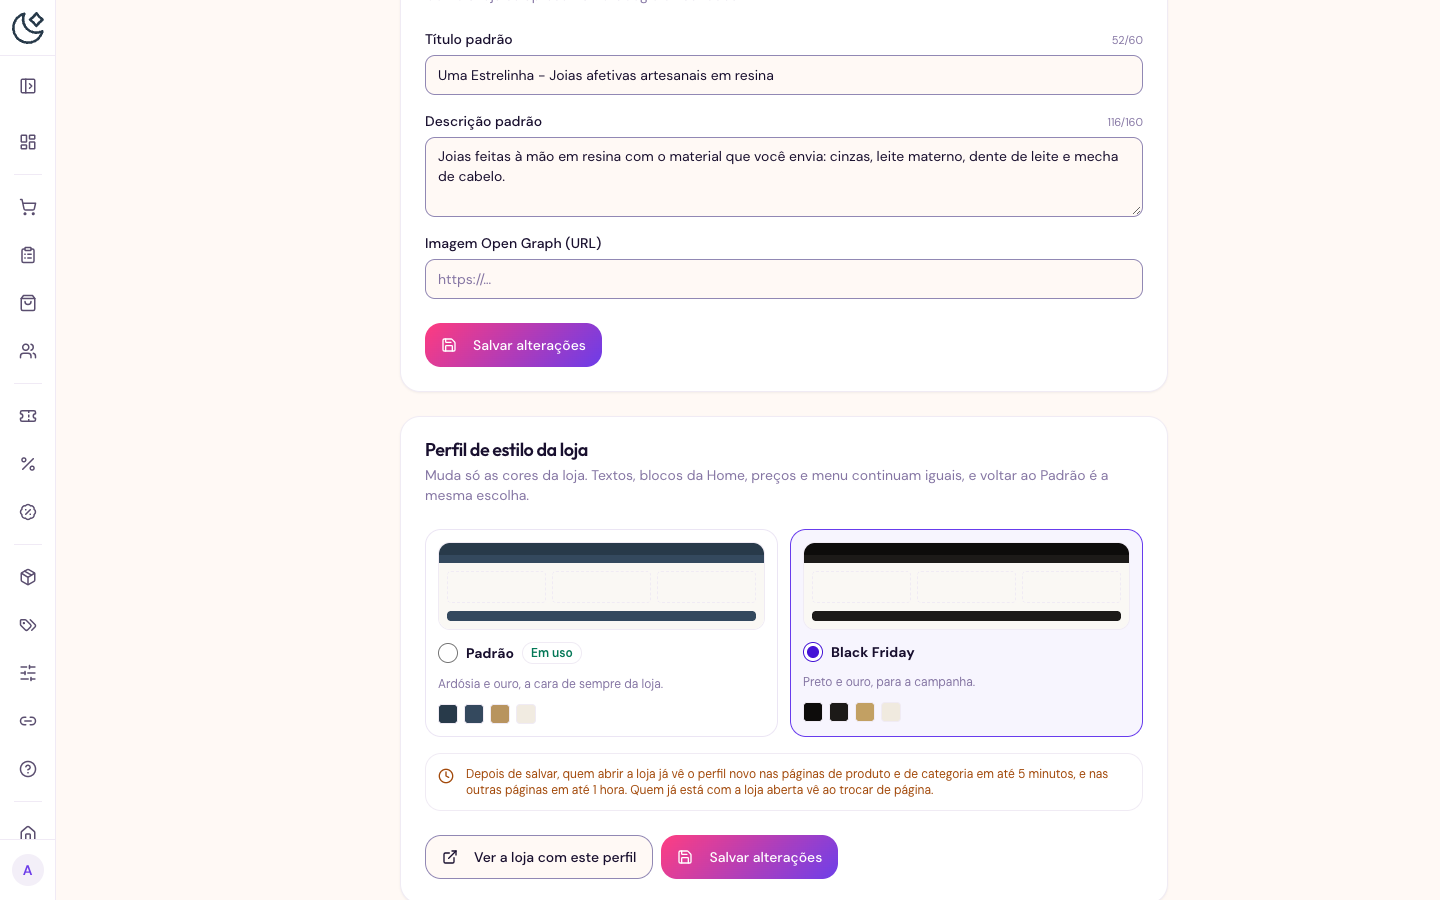 Título padrão
52/60
Uma Estrelinha - Joias afetivas artesanais em resina
Descrição padrão
116/160
Joias feitas à mão em resina com o material que você envia: cinzas, leite materno, dente de leite e mecha
de cabelo.
Imagem Open Graph (URL)
https://...
Salvar alterações
Perfil de estilo da loja
Muda só as cores da loja. Textos, blocos da Home, preços e menu continuam iguais, e voltar ao Padrão é a
mesma escolha.
Padrão
Em uso
Ardósia e ouro, a cara de sempre da loja.
Black Friday
Preto e ouro, para a campanha.
Depois de salvar, quem abrir a loja já vê o perfil novo nas páginas de produto e de categoria em até 5 minutos, e nas
outras páginas em até 1 hora. Quem já está com a loja aberta vê ao trocar de página.
Ver a loja com este perfil
Salvar alterações
A